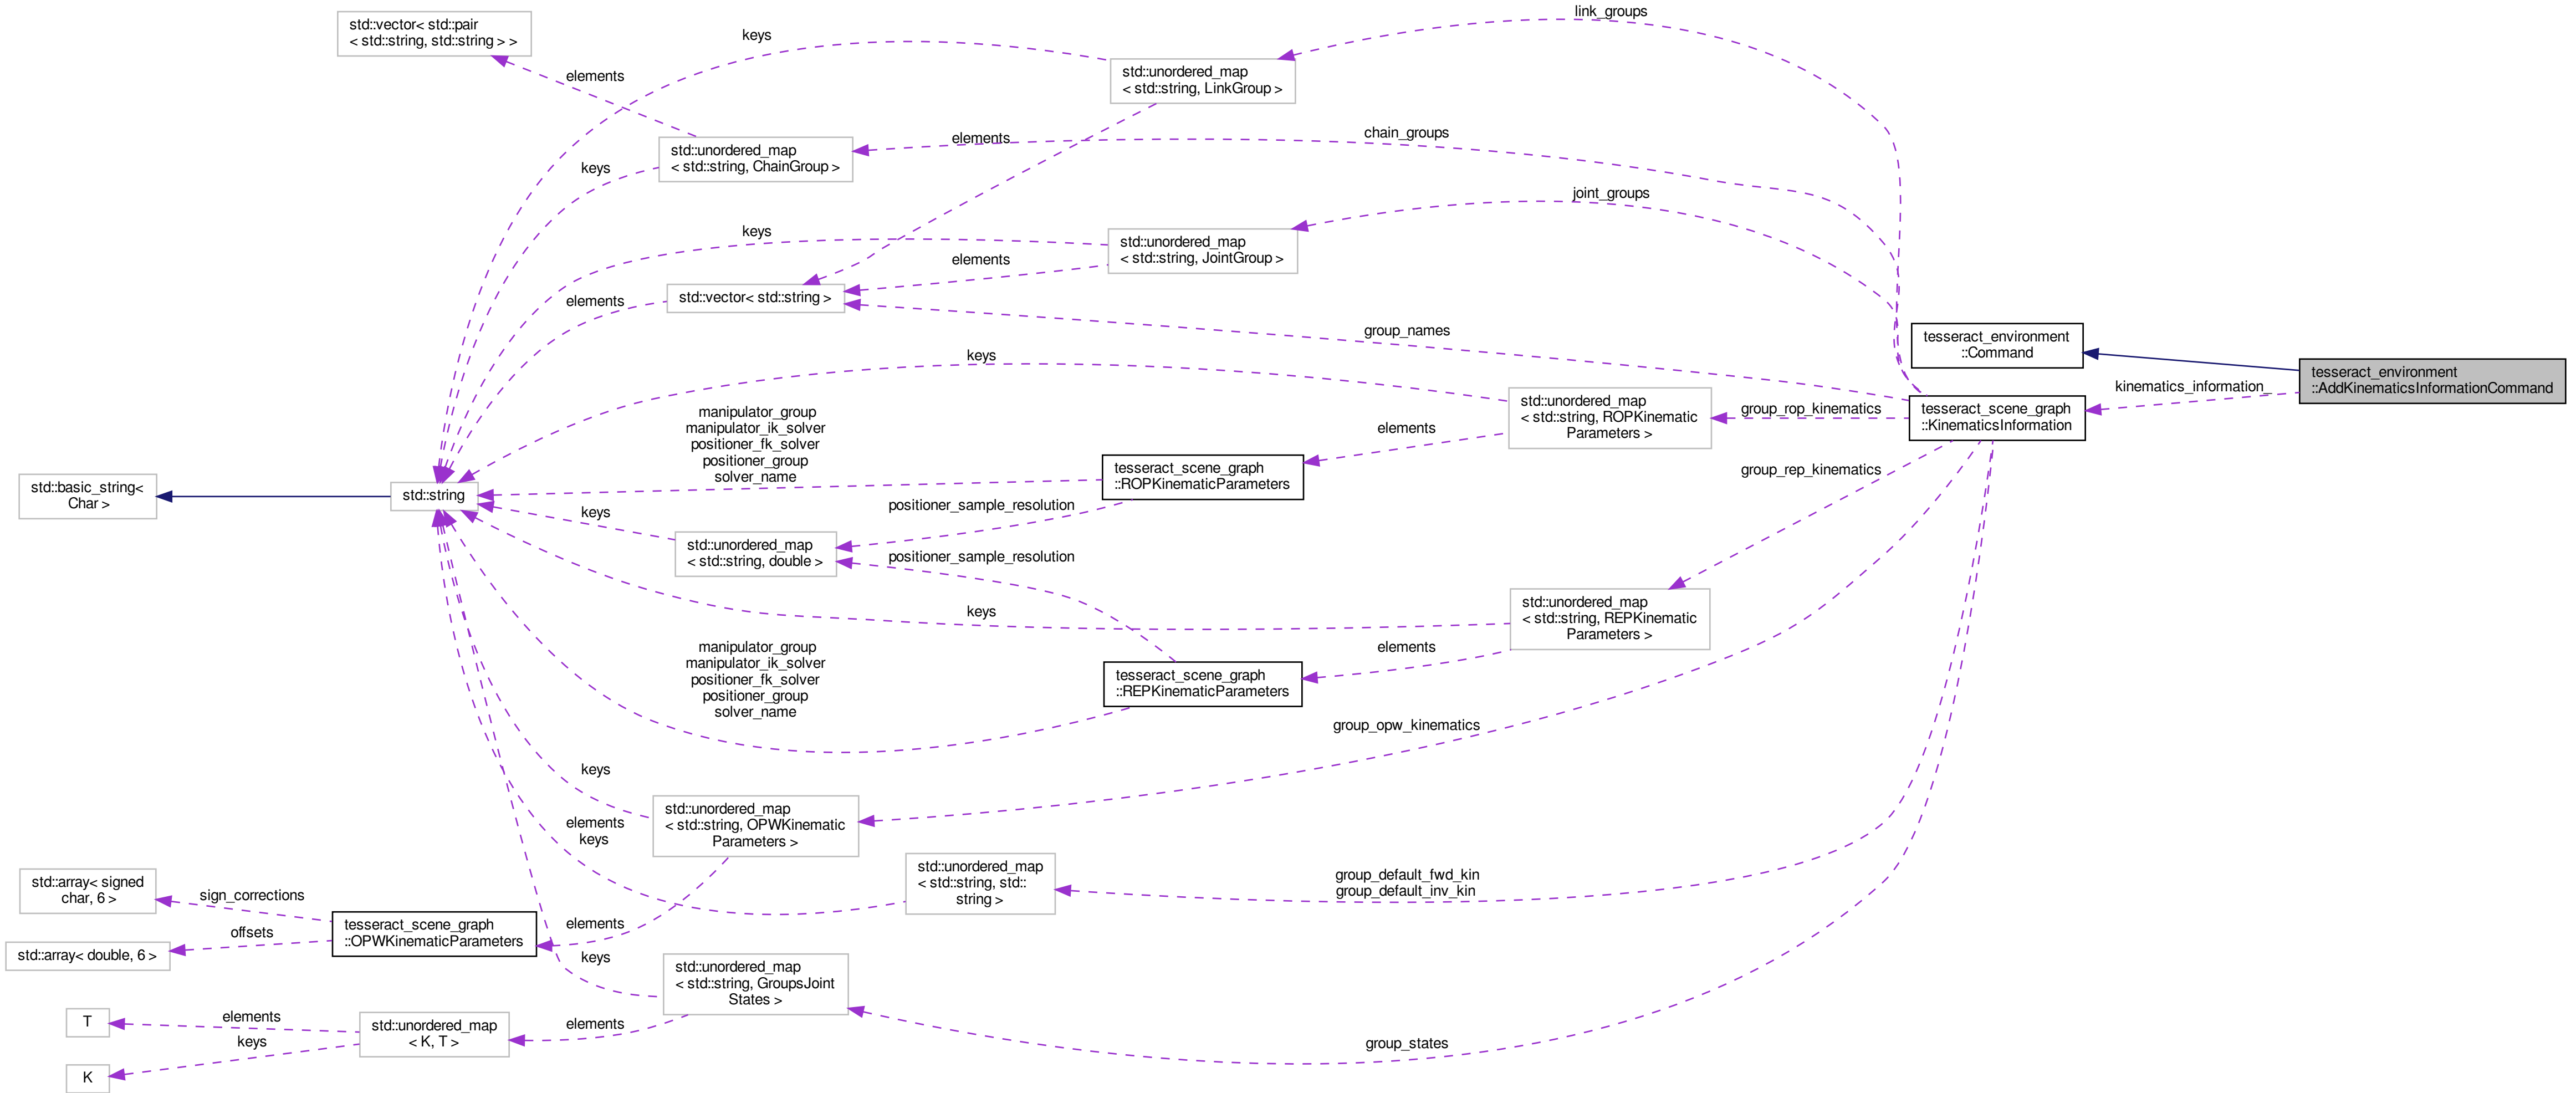 link_groups
std::vector< std::pair
< std::string, std::string > >
keys
elements
std::unordered_map
< std::string, LinkGroup >
chain_groups
elements
std::unordered_map
< std::string, ChainGroup >
keys
joint_groups
keys
std::unordered_map
< std::string, JointGroup >
elements
std::vector< std::string >
elements
group_names
tesseract_environment
::Command
keys
tesseract_environment
::AddKinematicsInformationCommand
kinematics_information
std::unordered_map
< std::string, ROPKinematic
Parameters >
group_rop_kinematics
tesseract_scene_graph
::KinematicsInformation
manipulator_group
manipulator_ik_solver
positioner_fk_solver
positioner_group
solver_name
elements
tesseract_scene_graph
::ROPKinematicParameters
group_rep_kinematics
std::basic_string<
Char >
std::string
positioner_sample_resolution
keys
std::unordered_map
< std::string, double >
positioner_sample_resolution
keys
std::unordered_map
< std::string, REPKinematic
Parameters >
elements
manipulator_group
manipulator_ik_solver
positioner_fk_solver
positioner_group
solver_name
tesseract_scene_graph
::REPKinematicParameters
group_opw_kinematics
keys
std::unordered_map
< std::string, OPWKinematic
Parameters >
elements
keys
std::unordered_map
< std::string, std::
string >
group_default_fwd_kin
group_default_inv_kin
std::array< signed
char, 6 >
sign_corrections
tesseract_scene_graph
::OPWKinematicParameters
elements
offsets
std::array< double, 6 >
keys
std::unordered_map
< std::string, GroupsJoint
States >
T
elements
std::unordered_map
< K, T >
elements
keys
group_states
K